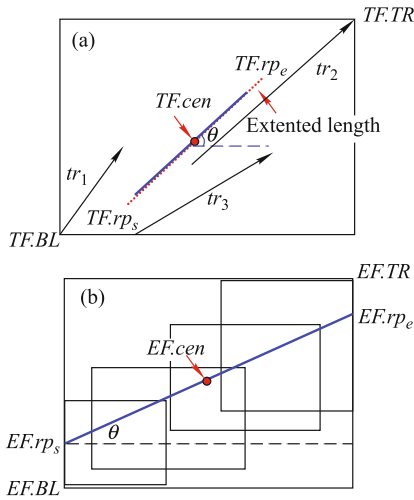 TF.TR
(a)
TF.rpe
tr2
TF.cen
θ
Extented length
tr1
tr3
TF.rps
TF.BL
EF.TR
(b)
EF.rpe
EF.cen
θ
EF.rps
EF.BL